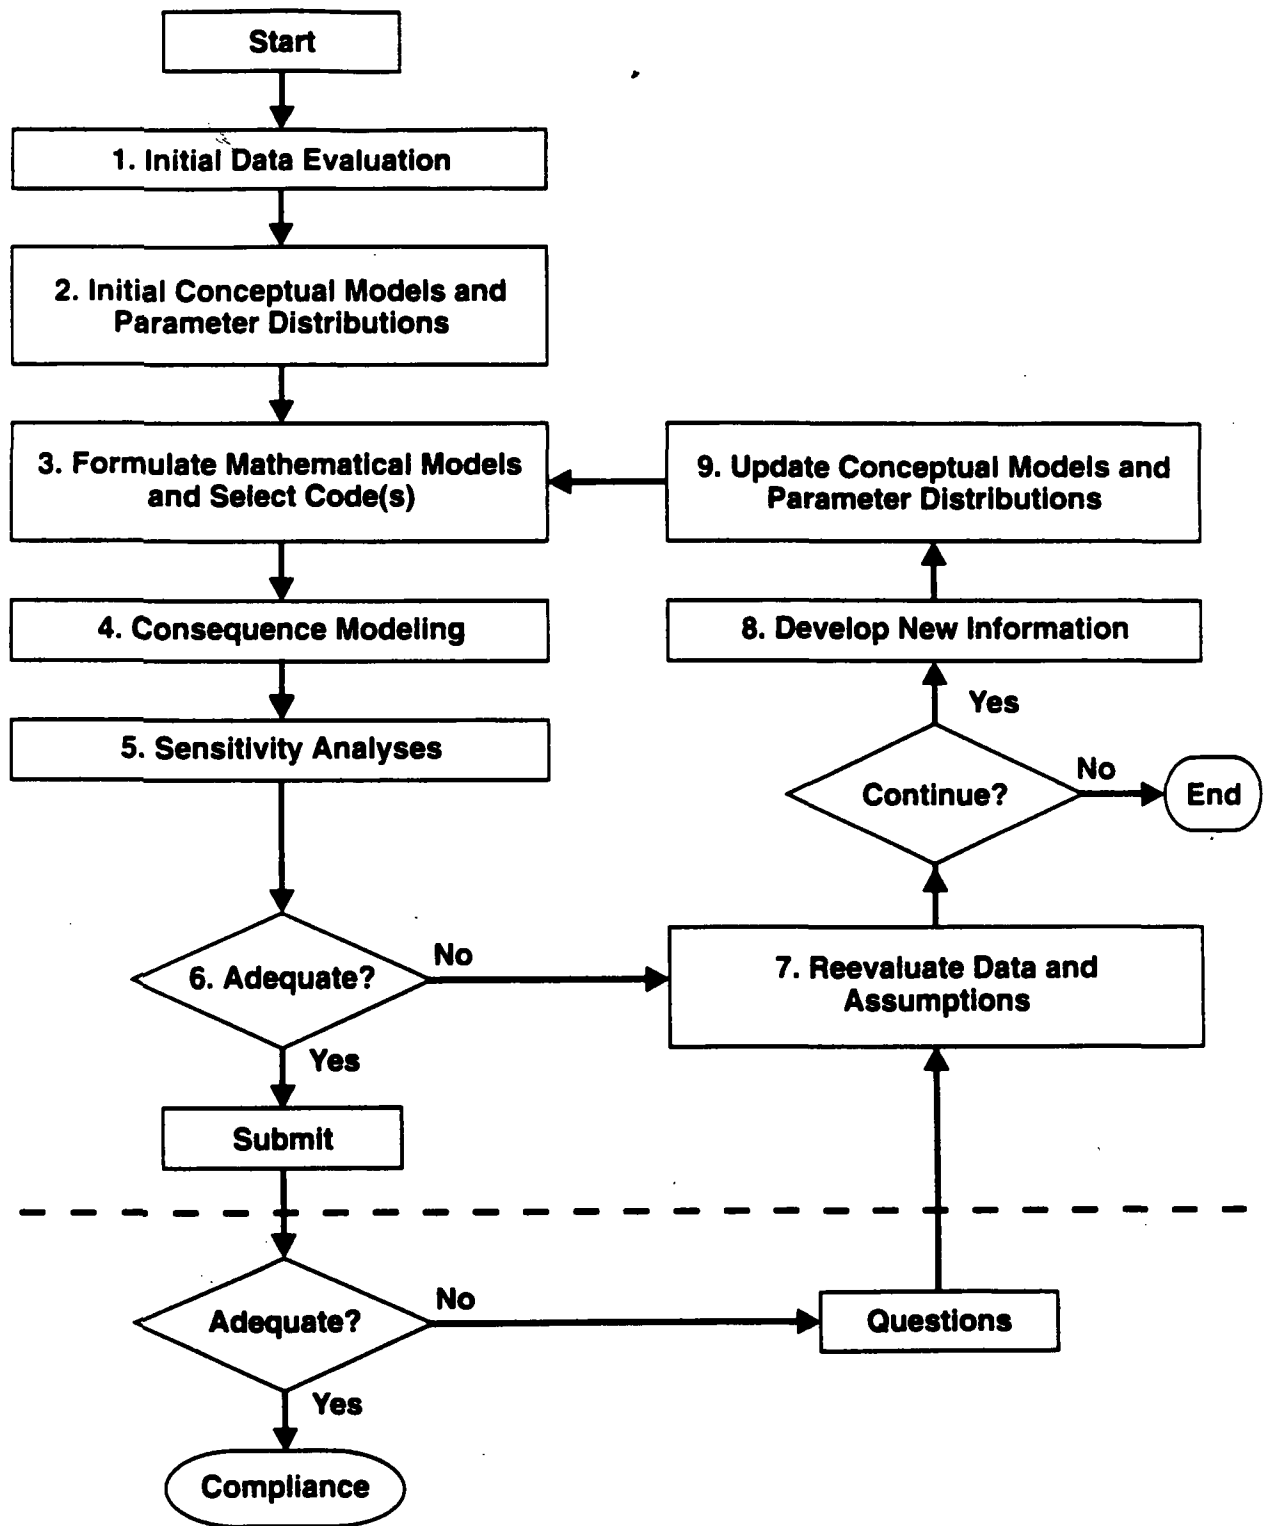 Start
1. Initial Data Evaluation
2. Initial Conceptual Models and
Parameter Distributions
3. Formulate Mathematical Models
and Select Code(s)
9. Update Conceptual Models and
Parameter Distributions
4. Consequence Modeling
8. Develop New Information
Yes
5. Sensitivity Analyses
Continue?
No
End
6. Adequate?
No
7. Reevaluate Data and
Assumptions
Yes
Submit
Adequate?
No
Questions
Yes
Compliance